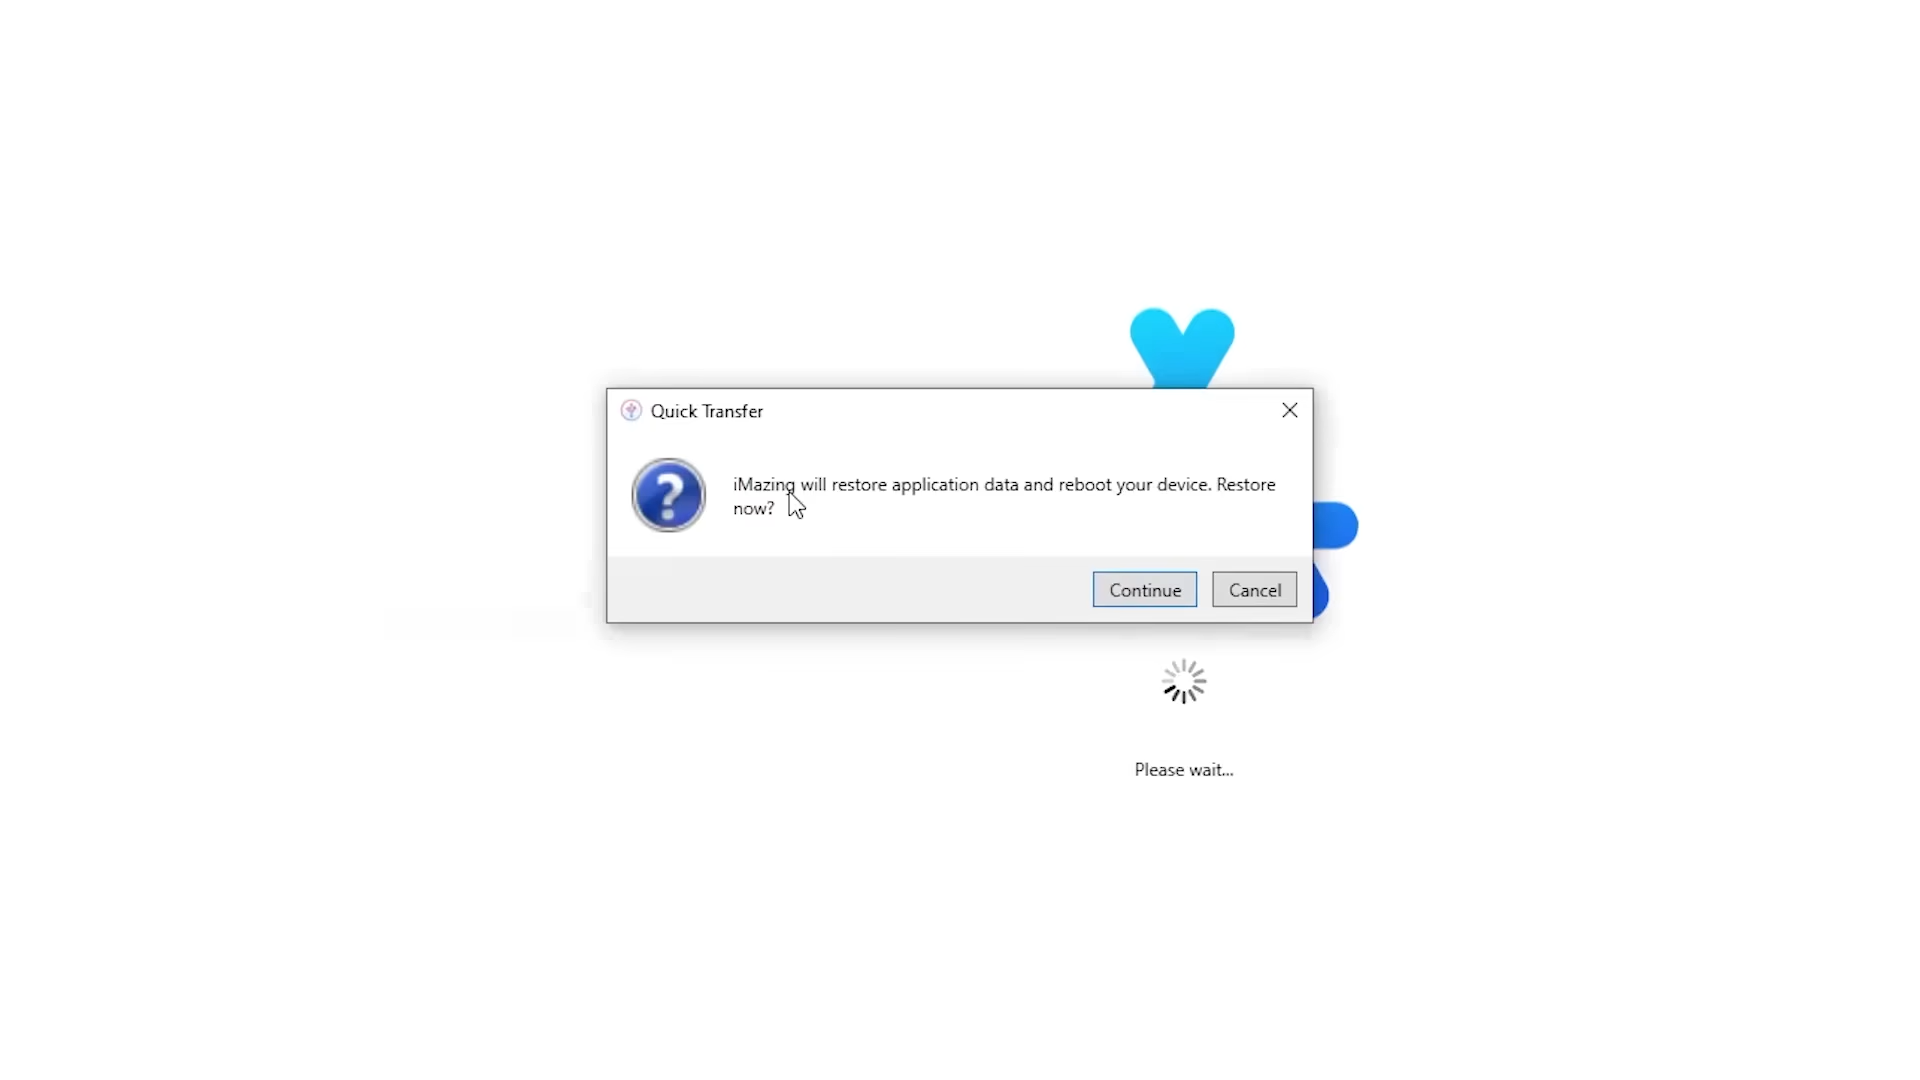 Quick Transfer
iMazing will restore application data and reboot your device. Restore
now?
Continue
Cancel
Please wait...